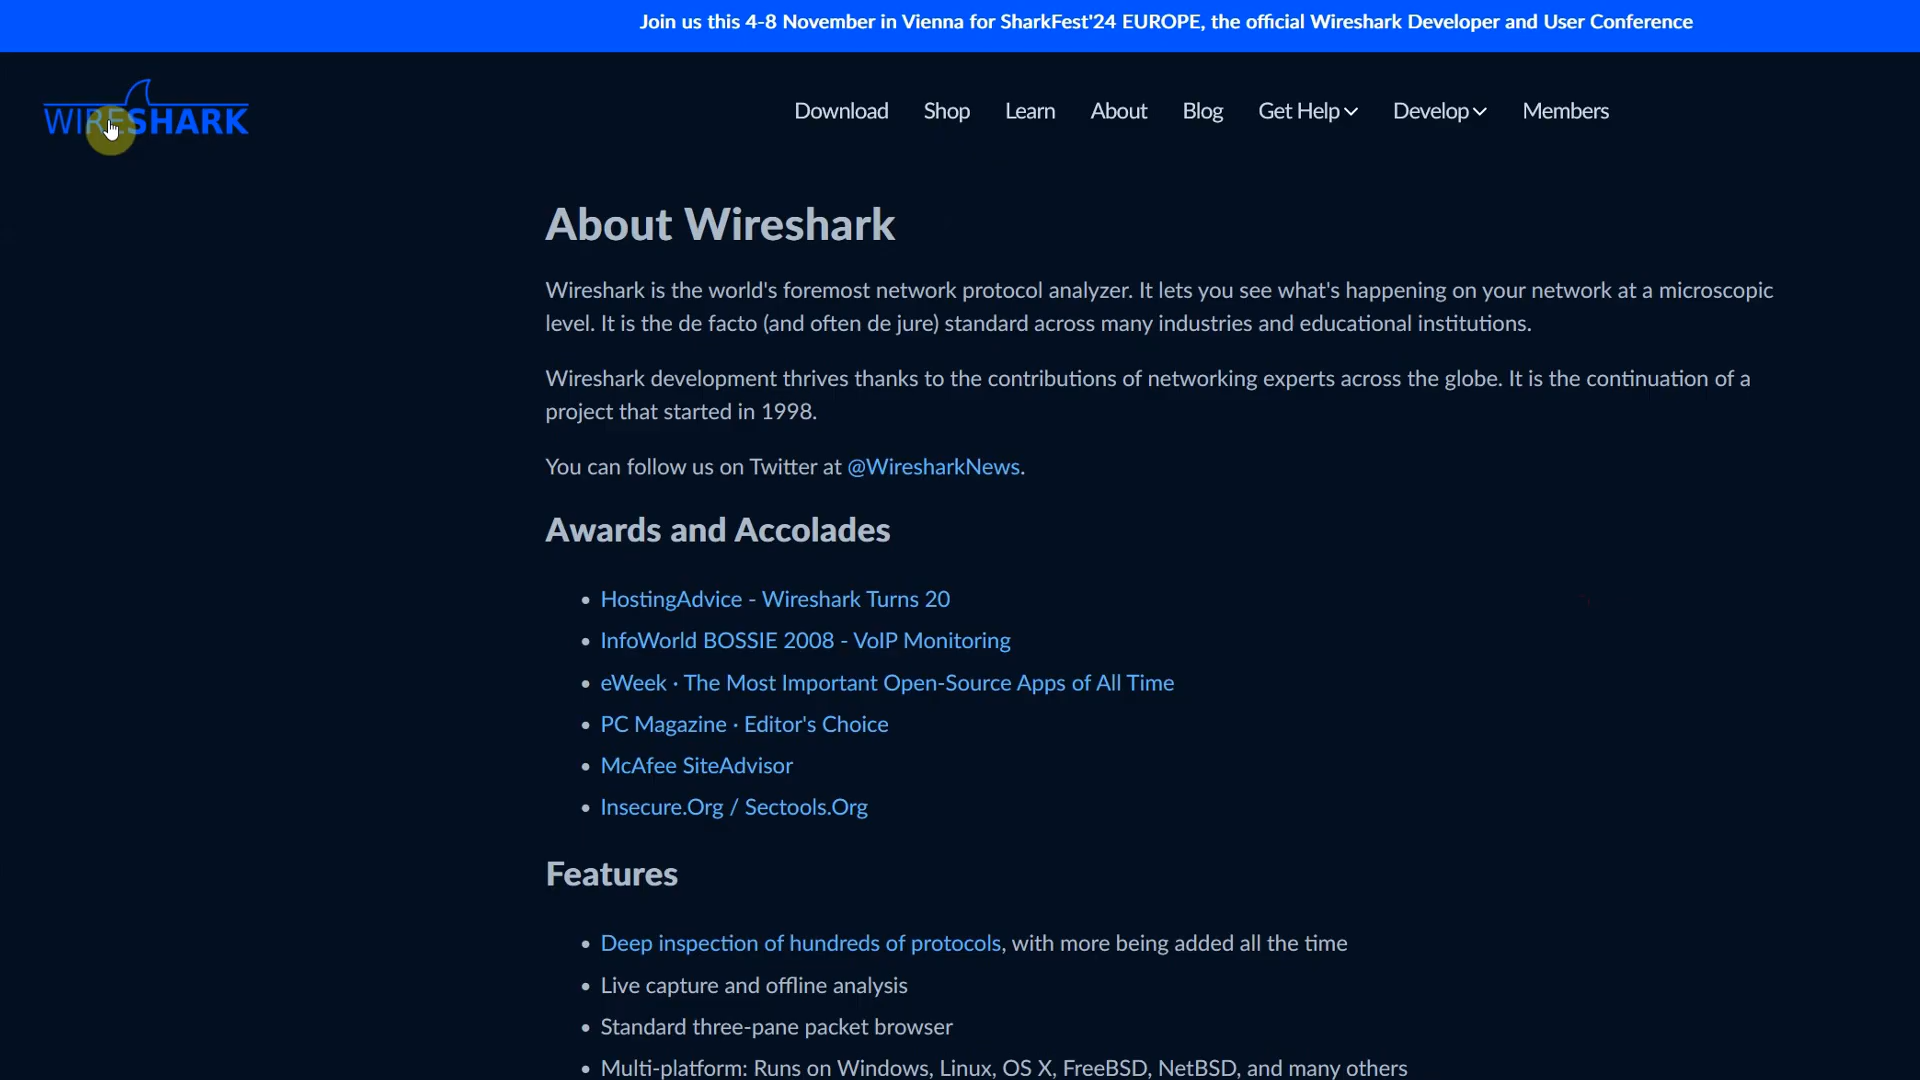 Join us this 4-8 November in Vienna for SharkFest'24 EUROPE, the official Wireshark Developer and User Conference
WIRESHARK
Download Shop Learn About Blog Get Help Develop Members
About Wireshark
Wireshark is the world's foremost network protocol analyzer. It lets you see what's happening on your network at a microscopic
level. It is the de facto (and often de jure) standard across many industries and educational institutions.
Wireshark development thrives thanks to the contributions of networking experts across the globe. It is the continuation of a
project that started in 1998.
You can follow us on Twitter at @WiresharkNews.
Awards and Accolades
• HostingAdvice - Wireshark Turns 20
• InfoWorld BOSSIE 2008 - VoIP Monitoring
• eWeek · The Most Important Open-Source Apps of All Time
• PC Magazine · Editor's Choice
• McAfee SiteAdvisor
• Insecure.Org / Sectools.Org
Features
• Deep inspection of hundreds of protocols, with more being added all the time
• Live capture and offline analysis
• Standard three-pane packet browser
• Multi-platform: Runs on Windows, Linux, OS X, FreeBSD, NetBSD, and many others